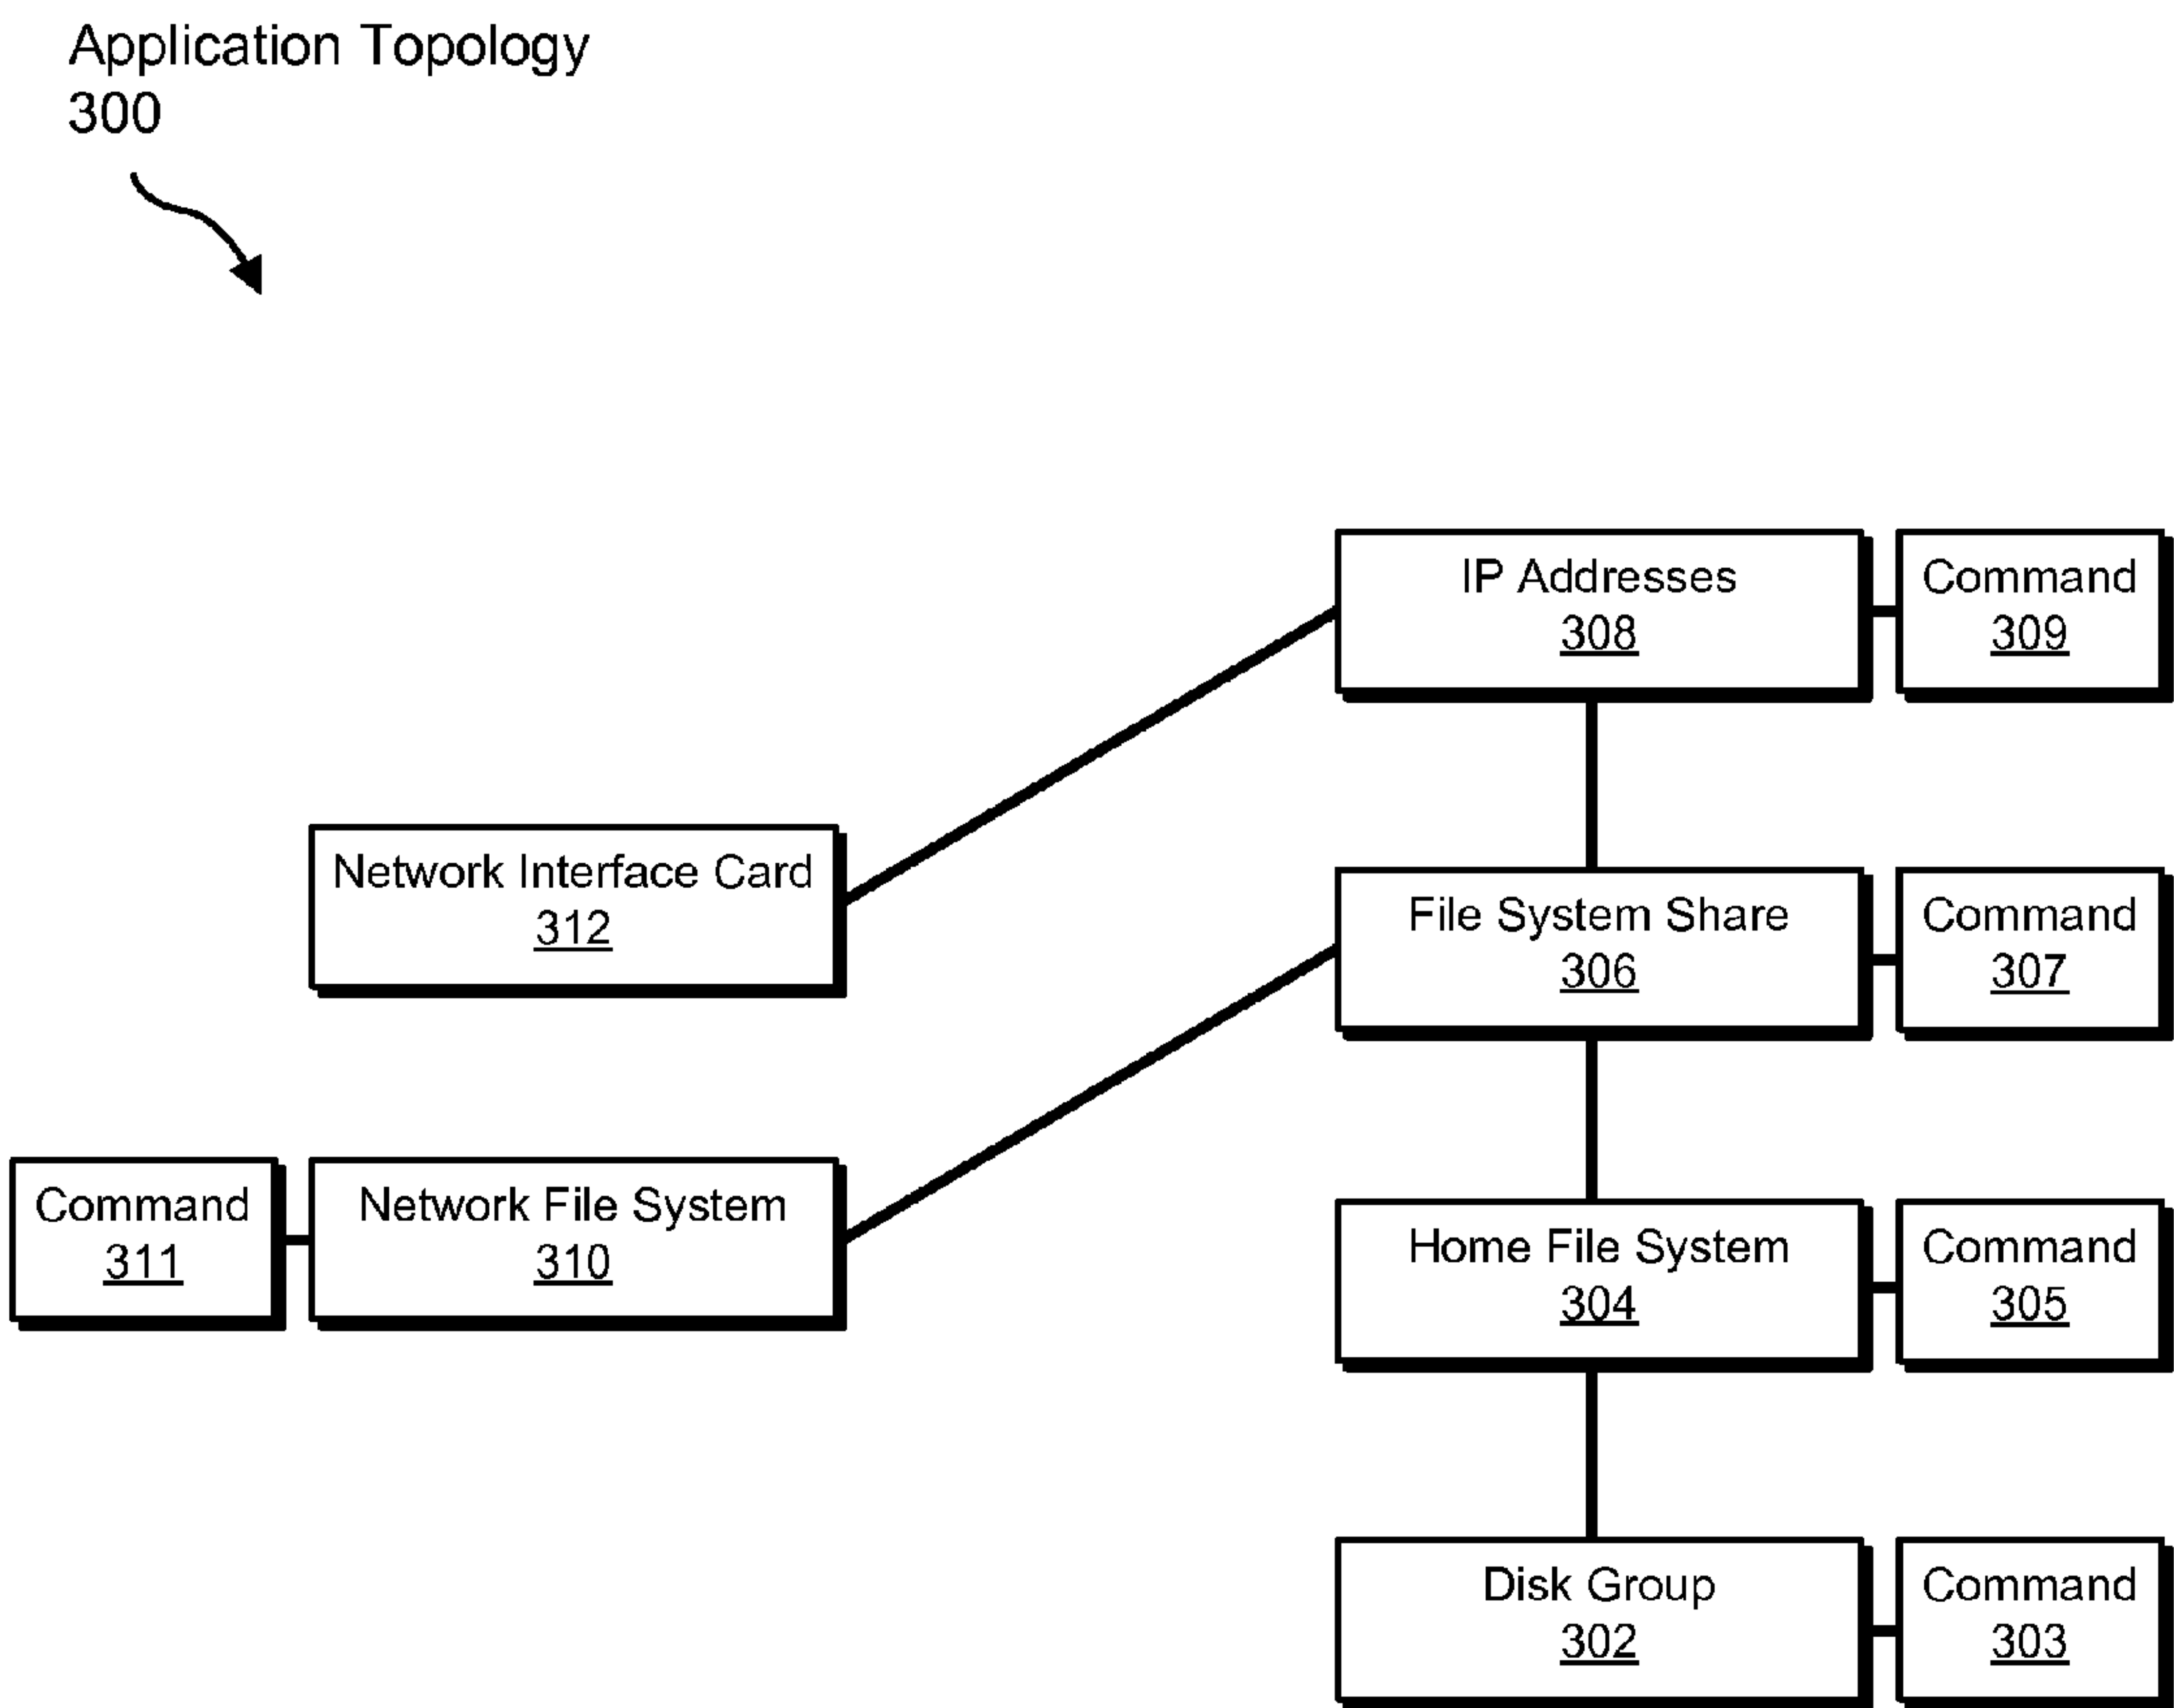 Application Topology
300
IP Addresses
308
Command
309
Network Interface Card
312
File System Share
306
Command
307
Command
311
Network File System
310
Home File System
304
Command
305
Disk Group
302
Command
303